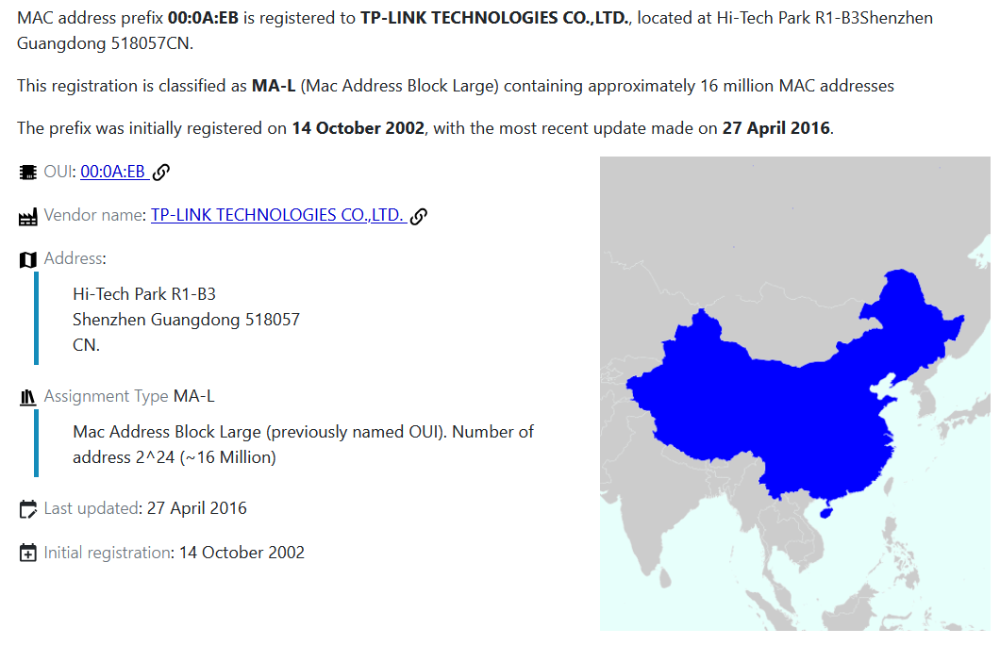 MAC address prefix 00:0A:EB is registered to TP-LINK TECHNOLOGIES CO.,LTD., located at Hi-Tech Park R1-B3Shenzhen
Guangdong 518057CN.
This registration is classified as MA-L (Mac Address Block Large) containing approximately 16 million MAC addresses
The prefix was initially registered on 14 October 2002, with the most recent update made on 27 April 2016.
OUI: 00:0A:EB
Vendor name: TP-LINK TECHNOLOGIES CO.,LTD.
Address:
Hi-Tech Park R1-B3
Shenzhen Guangdong 518057
CN.
Assignment Type MA-L
Mac Address Block Large (previously named OUI). Number of
address 2^24 (~16 Million)
Last updated: 27 April 2016
Initial registration: 14 October 2002